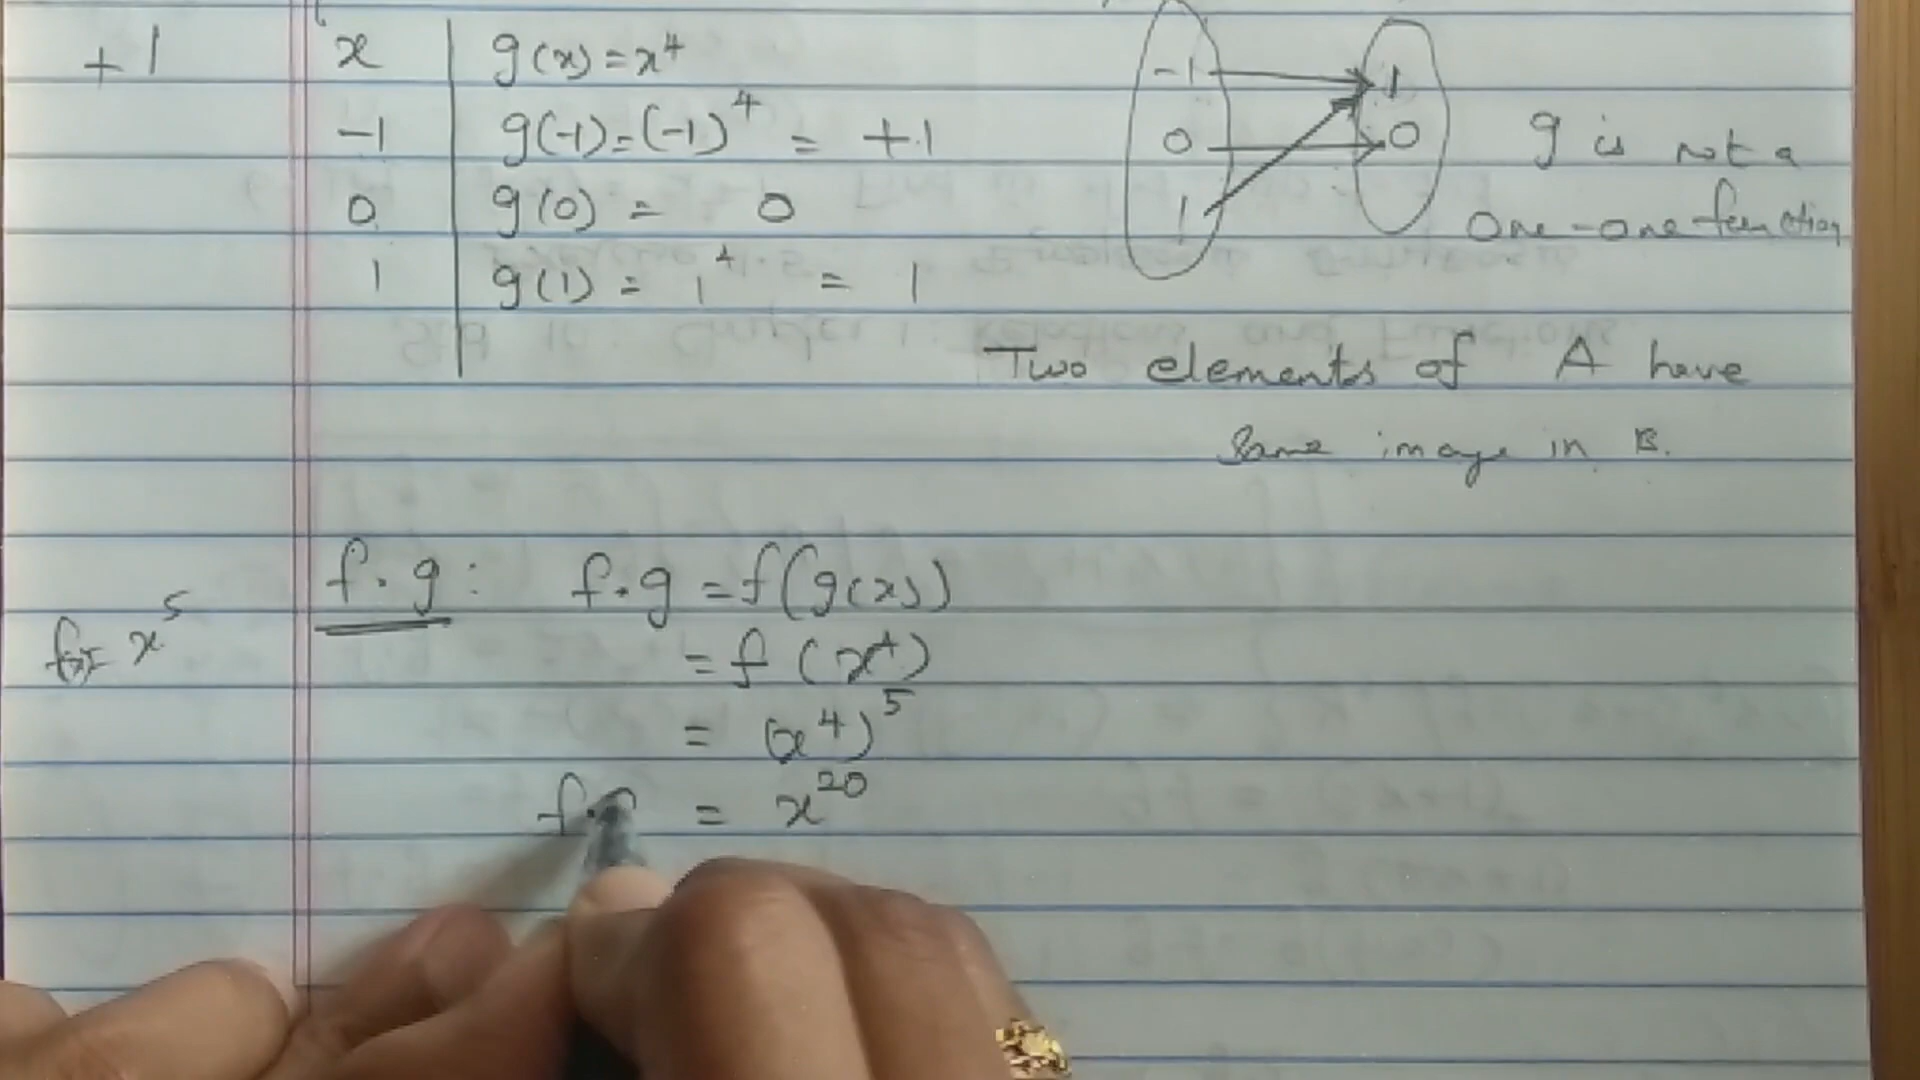 +1
x | g(x) = x⁴
-1 | g(-1) = (-1)⁴ = +1
0 | g(0) = 0
1 | g(1) = 1⁴ = 1
-1 1
0 0
1
g is not a
one-one function
Two elements of A have
Same image in B.
f·g : f·g = f(g(x))
f(x)= x⁵
= f(x⁴)
= (x⁴)⁵
f· = x²⁰